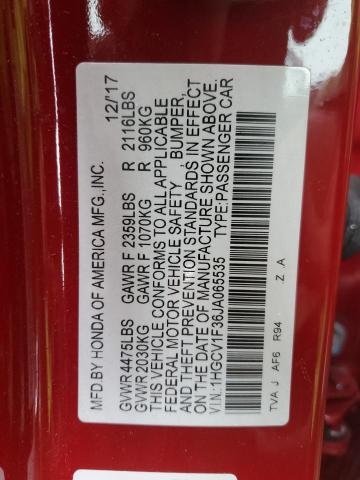 MFD.BY HONDA OF AMERICA MFG.,INC. 12/'17
GVWR 4475LBS GAWR F 2359LBS R 2116LBS
GVWR 2030KG GAWR F 1070KG R 960KG
THIS VEHICLE CONFORMS TO ALL APPLICABLE
FEDERAL MOTOR VEHICLE SAFETY BUMPER,
AND THEFT PREVENTION STANDARDS IN EFFECT
ON THE DATE OF MANUFACTURE SHOWN ABOVE.
V.I.N.:1HGCV1F36JA065535 TYPE:PASSENGER CAR
Z .A
TVA J AF6 R94